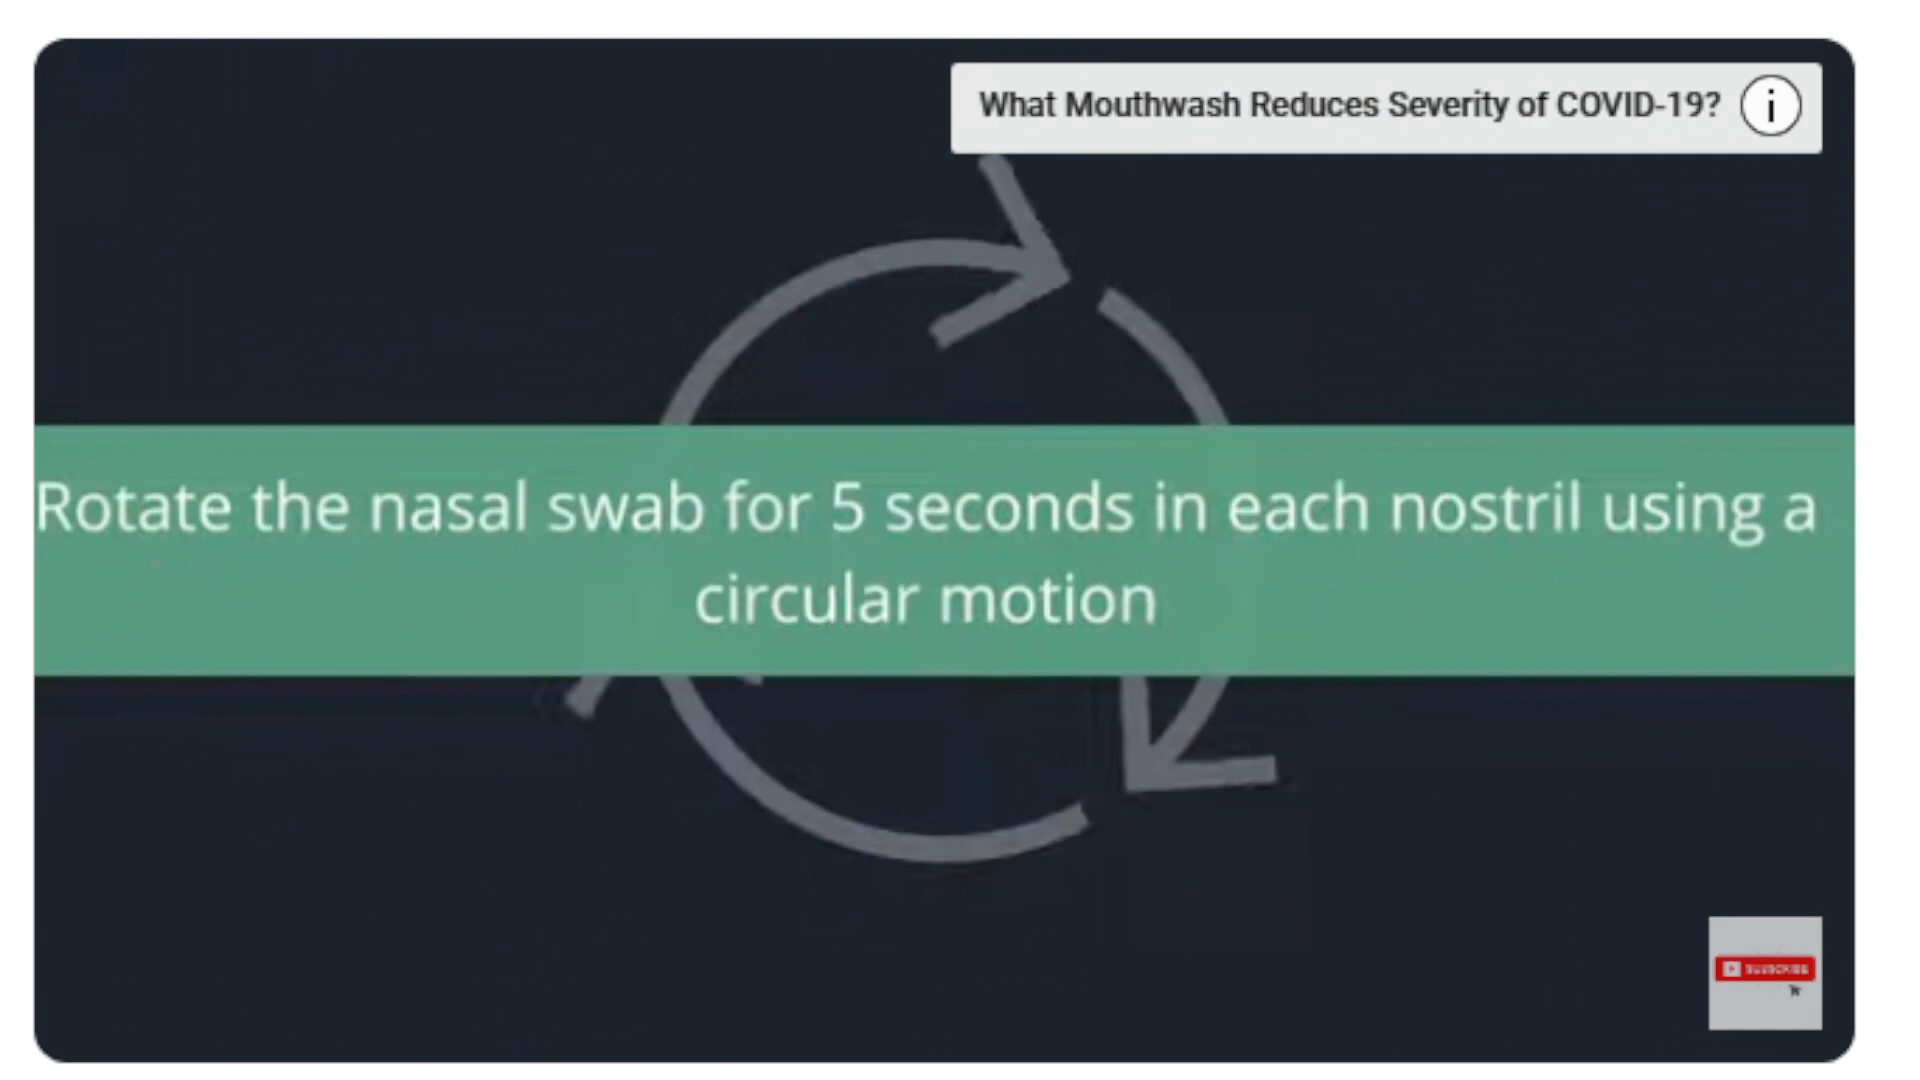 What Mouthwash Reduces Severity of COVID-19?
Rotate the nasal swab for 5 seconds in each nostril using a
circular motion
SUBSCRIBE